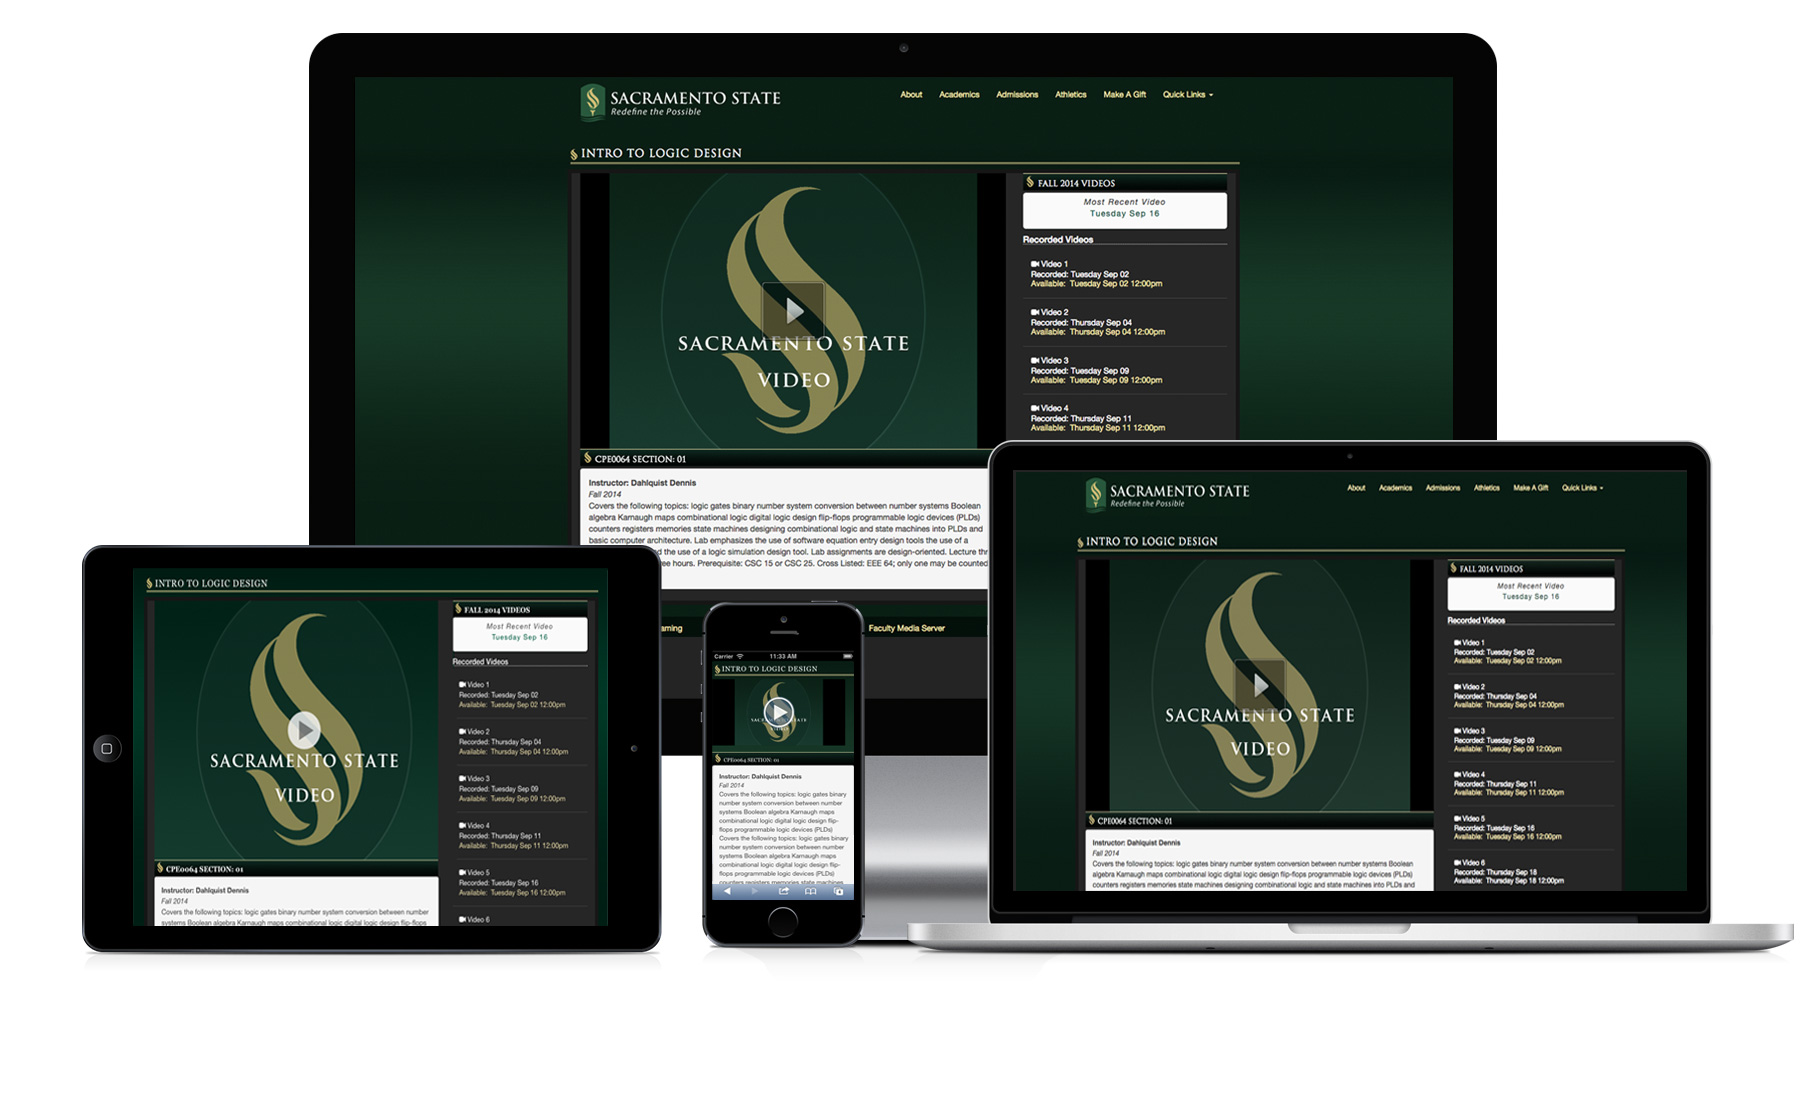 SACRAMENTO STATE
Redefine the Possible
About Academics Admissions Athletics Make A Gift Quick Links
INTRO TO LOGIC DESIGN
SACRAMENTO STATE
VIDEO
FALL 2014 VIDEOS
Most Recent Video
Tuesday Sep 16
Recorded Videos
Video 1
Recorded: Tuesday Sep 02
Available: Tuesday Sep 02 12:00pm
Video 2
Recorded: Thursday Sep 04
Available: Thursday Sep 04 12:00pm
Video 3
Recorded: Tuesday Sep 09
Available: Tuesday Sep 09 12:00pm
Video 4
Recorded: Thursday Sep 11
Available: Thursday Sep 11 12:00pm
CPE0064 SECTION: 01
Instructor: Dahlquist Dennis
Fall 2014
Covers the following topics: logic gates binary number system conversion between number systems Boolean
algebra Karnaugh maps combinational logic digital logic design flip-flops programmable logic devices (PLDs)
counters registers memories state machines designing combinational logic and state machines into PLDs and
basic computer architecture. Lab emphasizes the use of software equation entry design tools the use of a
d the use of a logic simulation design tool. Lab assignments are design-oriented. Lecture thr
ee hours. Prerequisite: CSC 15 or CSC 25. Cross Listed: EEE 64; only one may be counted
aming Faculty Media Server
INTRO TO LOGIC DESIGN
SACRAMENTO STATE
VIDEO
FALL 2014 VIDEOS
Most Recent Video
Tuesday Sep 16
Recorded Videos
Video 1
Recorded: Tuesday Sep 02
Available: Tuesday Sep 02 12:00pm
Video 2
Recorded: Thursday Sep 04
Available: Thursday Sep 04 12:00pm
Video 3
Recorded: Tuesday Sep 09
Available: Tuesday Sep 09 12:00pm
Video 4
Recorded: Thursday Sep 11
Available: Thursday Sep 11 12:00pm
Video 5
Recorded: Tuesday Sep 16
Available: Tuesday Sep 16 12:00pm
Video 6
CPE0064 SECTION: 01
Instructor: Dahlquist Dennis
Fall 2014
Covers the following topics: logic gates binary number system conversion between number
systems Boolean algebra Karnaugh maps combinational logic digital logic design flip-flops
Carrier 11:33 AM
INTRO TO LOGIC DESIGN
SACRAMENTO STATE
VIDEO
CPE0064 SECTION: 01
Instructor: Dahlquist Dennis
Fall 2014
Covers the following topics: logic gates binary
number system conversion between number
systems Boolean algebra Karnaugh maps
combinational logic digital logic design flip-
flops programmable logic devices (PLDs)
Covers the following topics: logic gates binary
number system conversion between number
systems Boolean algebra Karnaugh maps
combinational logic digital logic design flip-
flops programmable logic devices (PLDs)
counters registers memories state machines
SACRAMENTO STATE
Redefine the Possible
About Academics Admissions Athletics Make A Gift Quick Links
INTRO TO LOGIC DESIGN
SACRAMENTO STATE
VIDEO
FALL 2014 VIDEOS
Most Recent Video
Tuesday Sep 16
Recorded Videos
Video 1
Recorded: Tuesday Sep 02
Available: Tuesday Sep 02 12:00pm
Video 2
Recorded: Thursday Sep 04
Available: Thursday Sep 04 12:00pm
Video 3
Recorded: Tuesday Sep 09
Available: Tuesday Sep 09 12:00pm
Video 4
Recorded: Thursday Sep 11
Available: Thursday Sep 11 12:00pm
Video 5
Recorded: Tuesday Sep 16
Available: Tuesday Sep 16 12:00pm
Video 6
Recorded: Thursday Sep 18
Available: Thursday Sep 18 12:00pm
CPE0064 SECTION: 01
Instructor: Dahlquist Dennis
Fall 2014
Covers the following topics: logic gates binary number system conversion between number systems Boolean
algebra Karnaugh maps combinational logic digital logic design flip-flops programmable logic devices (PLDs)
counters registers memories state machines designing combinational logic and state machines into PLDs and